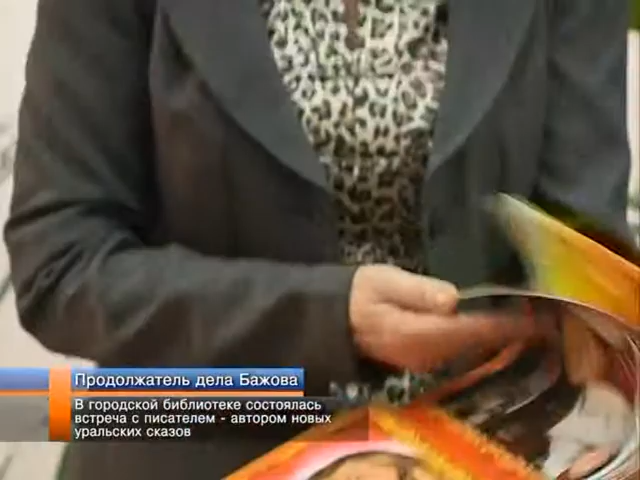 Продолжатель дела Бажова
В городской библиотеке состоялась
встреча с писателем - автором новых
уральских сказов